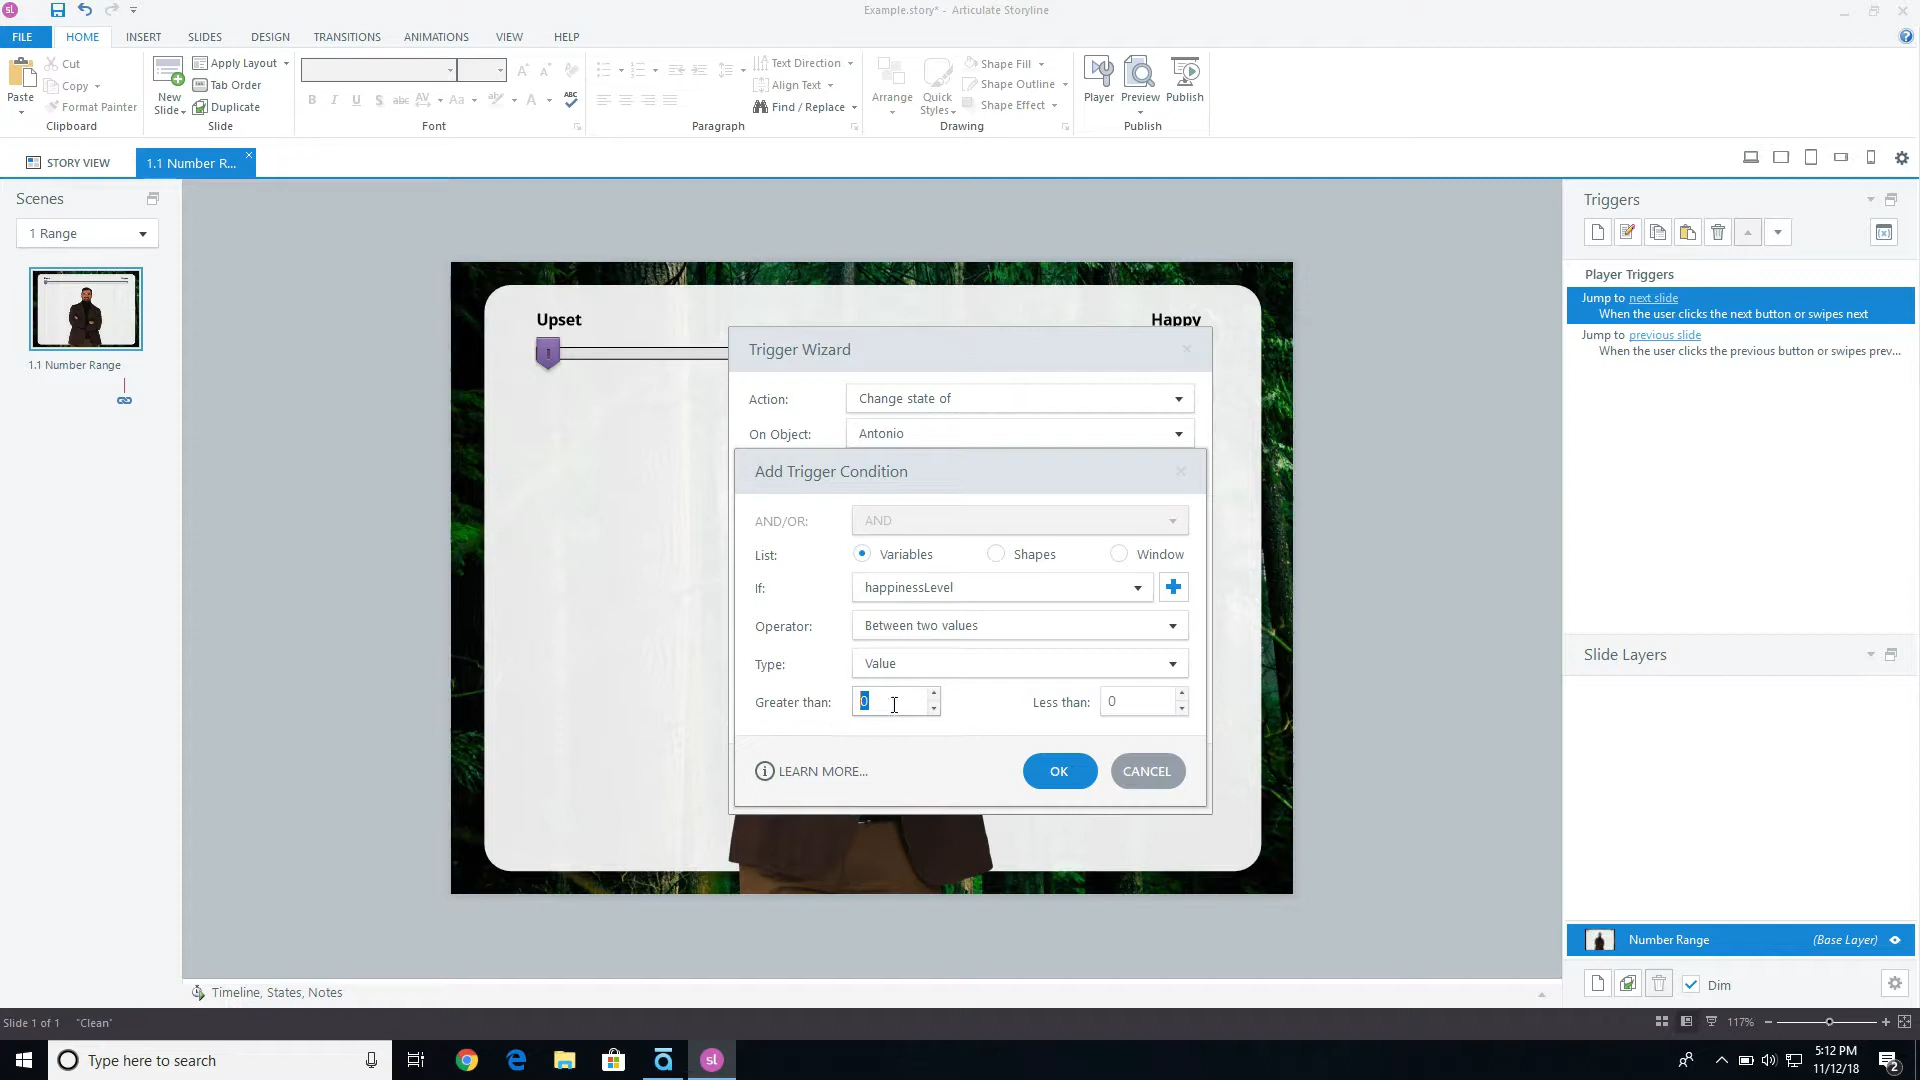 sl
Example.story* - Articulate Storyline
FILE HOME INSERT SLIDES DESIGN TRANSITIONS ANIMATIONS VIEW HELP
Paste
Cut
Copy
Format Painter
Clipboard
New Slide
Apply Layout
Tab Order
Duplicate
Slide
B I U S abc AV Aa A ABC
Font
Text Direction
Align Text
Find / Replace
Paragraph
Arrange
Quick Styles
Shape Fill
Shape Outline
Shape Effect
Drawing
Player
Preview
Publish
Publish
STORY VIEW
1.1 Number R...
Scenes
1 Range
1.1 Number Range
Upset
Happy
Trigger Wizard
Action: Change state of
On Object: Antonio
Add Trigger Condition
AND/OR: AND
List: Variables Shapes Window
If: happinessLevel
Operator: Between two values
Type: Value
Greater than: 0 Less than: 0
LEARN MORE...
OK CANCEL
Triggers
Player Triggers
Jump to next slide
When the user clicks the next button or swipes next
Jump to previous slide
When the user clicks the previous button or swipes prev...
Slide Layers
Number Range (Base Layer)
Dim
Timeline, States, Notes
Slide 1 of 1 "Clean"
117%
Type here to search
sl
5:12 PM
11/12/18
2